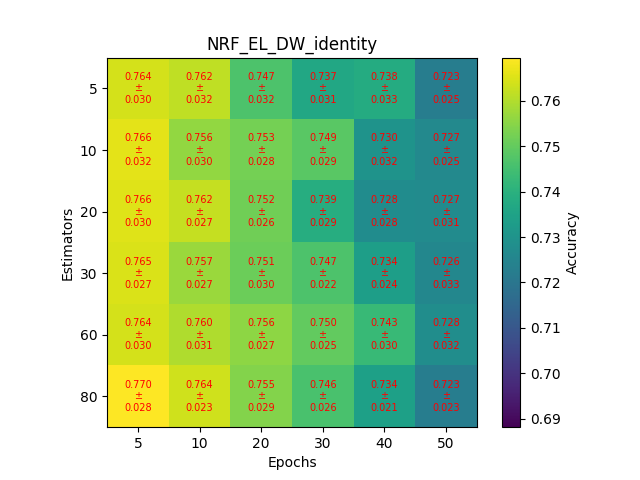 NRF_EL_DW_identity
5
0.764 ± 0.030
0.762 ± 0.032
0.747 ± 0.032
0.737 ± 0.031
0.738 ± 0.033
0.723 ± 0.025
10
0.766 ± 0.032
0.756 ± 0.030
0.753 ± 0.028
0.749 ± 0.029
0.730 ± 0.032
0.727 ± 0.025
20
0.766 ± 0.030
0.762 ± 0.027
0.752 ± 0.026
0.739 ± 0.029
0.728 ± 0.028
0.727 ± 0.031
30
0.765 ± 0.027
0.757 ± 0.027
0.751 ± 0.030
0.747 ± 0.022
0.734 ± 0.024
0.726 ± 0.033
60
0.764 ± 0.030
0.760 ± 0.031
0.756 ± 0.027
0.750 ± 0.025
0.743 ± 0.030
0.728 ± 0.032
80
0.770 ± 0.028
0.764 ± 0.023
0.755 ± 0.029
0.746 ± 0.026
0.734 ± 0.021
0.725 ± 0.023
5 10 20 30 40 50
Epochs
Estimators
0.76
0.75
0.74
0.73
0.72
0.71
0.70
0.69
Accuracy